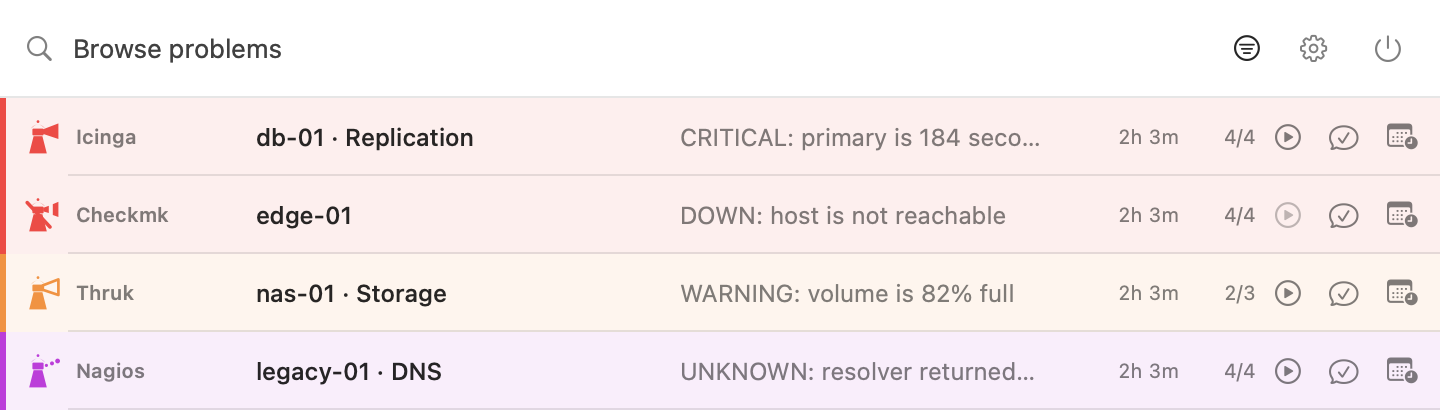 Browse problems
Icinga db-01 · Replication CRITICAL: primary is 184 seco... 2h 3m 4/4
Checkmk edge-01 DOWN: host is not reachable 2h 3m 4/4
Thruk nas-01 · Storage WARNING: volume is 82% full 2h 3m 2/3
Nagios legacy-01 · DNS UNKNOWN: resolver returned... 2h 3m 4/4